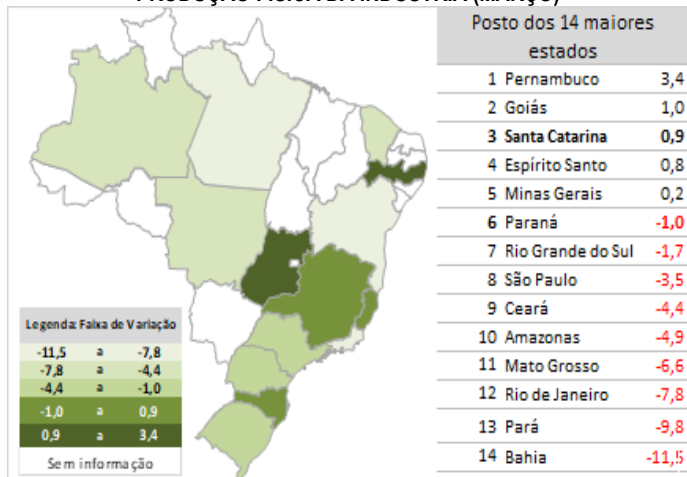 PRODUÇÃO FÍSICA DA INDÚSTRIA (MARÇO)
Posto dos 14 maiores
estados
1 Pernambuco 3,4
2 Goiás 1,0
3 Santa Catarina 0,9
4 Espírito Santo 0,8
5 Minas Gerais 0,2
6 Paraná -1,0
7 Rio Grande do Sul -1,7
8 São Paulo -3,5
9 Ceará -4,4
10 Amazonas -4,9
11 Mato Grosso -6,6
12 Rio de Janeiro -7,8
13 Pará -9,8
14 Bahia -11,5
Legenda: Faixa de Variação
-11,5 a -7,8
-7,8 a -4,4
-4,4 a -1,0
-1,0 a 0,9
0,9 a 3,4
Sem informação